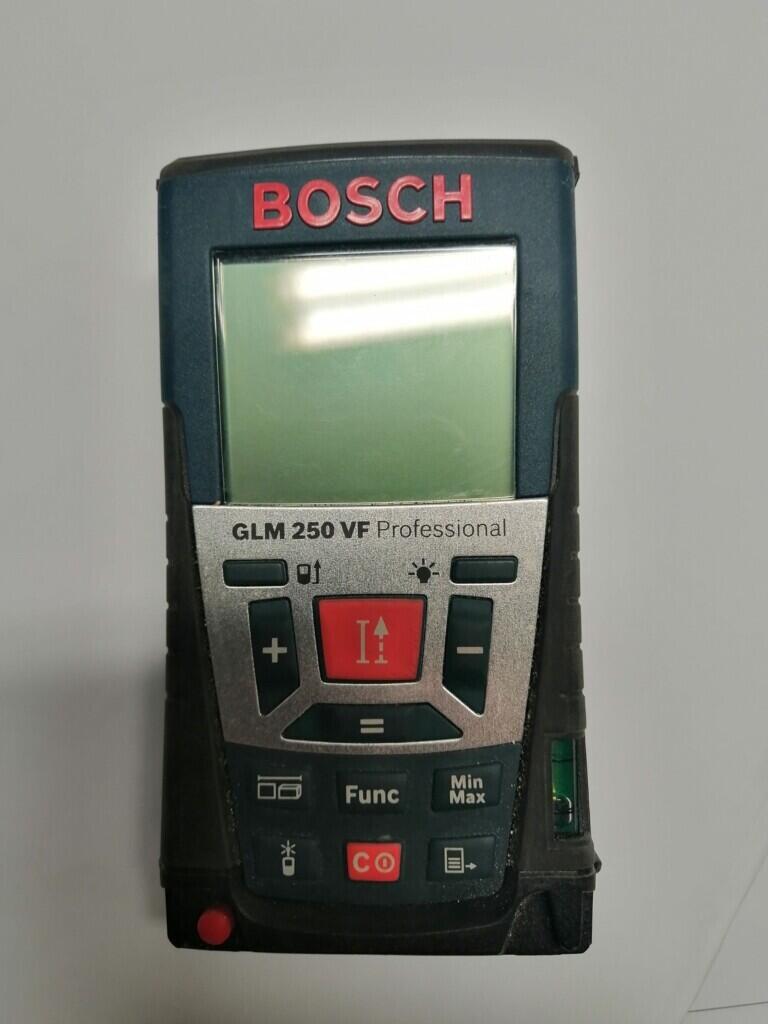 BOSCH
GLM 250 VF Professional
+
−
=
Func
Min
Max
C